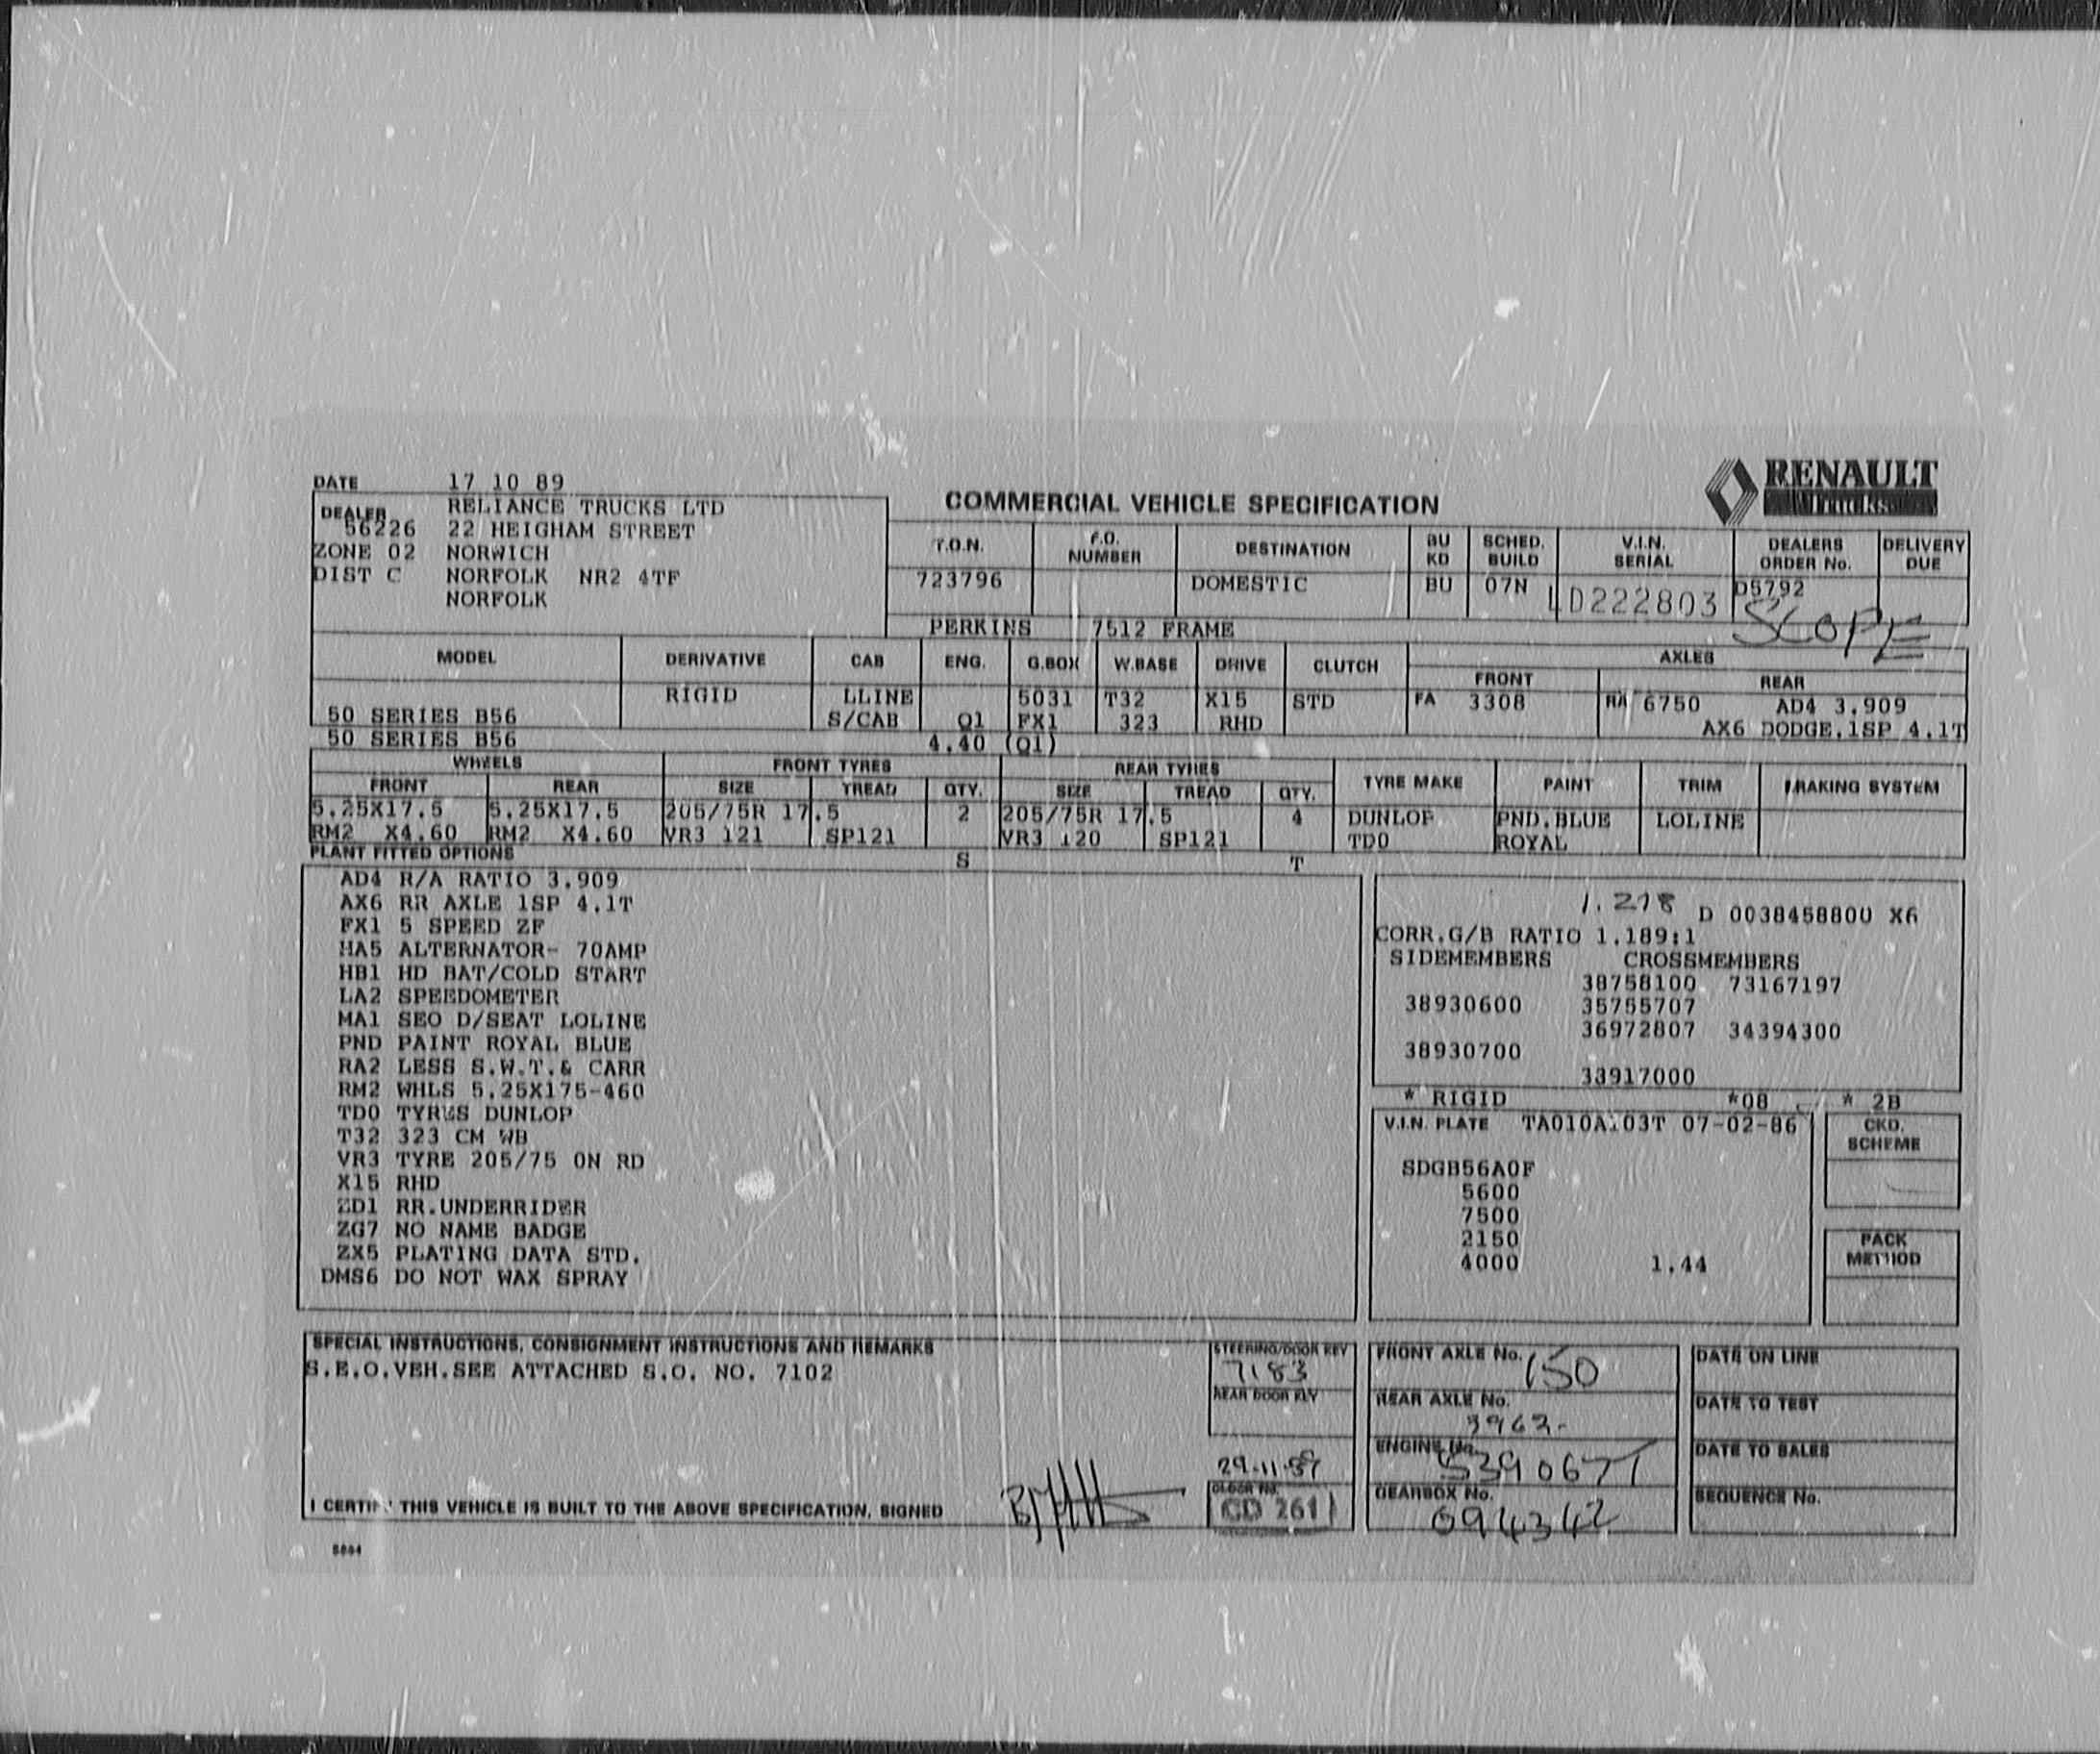 DATE 17 10 89
RENAULT
Trucks
COMMERCIAL VEHICLE SPECIFICATION
DEALER RELIANCE TRUCKS LTD
56226 22 HEIGHAM STREET
ZONE 02 NORWICH
DIST C NORFOLK NR2 4TF
NORFOLK
T.O.N. F.O. NUMBER DESTINATION BU KD SCHED. BUILD V.I.N. SERIAL DEALERS ORDER No. DELIVERY DUE
723796 DOMESTIC BU 07N LD222803 D5792
SCOPE
PERKINS 7512 FRAME
MODEL DERIVATIVE CAB ENG. G.BOX W.BASE DRIVE CLUTCH AXLES
FRONT REAR
RIGID LLINE 5031 T32 X15 STD FA 3308 RA 6750 AD4 3.909
50 SERIES B56 S/CAB Q1 FX1 323 RHD AX6 DODGE.1SP 4.1T
50 SERIES B56 4.40 (Q1)
WHEELS FRONT TYRES REAR TYRES TYRE MAKE PAINT TRIM BRAKING SYSTEM
FRONT REAR SIZE TREAD QTY. SIZE TREAD QTY.
5.25X17.5 5.25X17.5 205/75R 17.5 2 205/75R 17.5 4 DUNLOP PND.BLUE LOLINE
RM2 X4.60 RM2 X4.60 VR3 121 SP121 VR3 120 SP121 TD0 ROYAL
PLANT FITTED OPTIONS S T
AD4 R/A RATIO 3.909
AX6 RR AXLE 1SP 4.1T
FX1 5 SPEED ZF
HA5 ALTERNATOR- 70AMP
HB1 HD BAT/COLD START
LA2 SPEEDOMETER
MA1 SEO D/SEAT LOLINE
PND PAINT ROYAL BLUE
RA2 LESS S.W.T.& CARR
RM2 WHLS 5.25X175-460
TD0 TYRES DUNLOP
T32 323 CM WB
VR3 TYRE 205/75 ON RD
X15 RHD
ZD1 RR.UNDERRIDER
ZG7 NO NAME BADGE
ZX5 PLATING DATA STD.
DMS6 DO NOT WAX SPRAY
1.278 D 0038458800 X6
CORR.G/B RATIO 1.189:1
SIDEMEMBERS CROSSMEMBERS
38758100 73167197
38930600 35755707
36972807 34394300
38930700
33917000
* RIGID *08 * 2B
V.I.N. PLATE 07-02-86
SDGB56A0F
5600
7500
2150
4000 1.44
CKD. SCHEME
PACK METHOD
SPECIAL INSTRUCTIONS, CONSIGNMENT INSTRUCTIONS AND REMARKS
S.E.O.VEH.SEE ATTACHED S.O. NO. 7102
I CERTIFY THIS VEHICLE IS BUILT TO THE ABOVE SPECIFICATION, SIGNED
STEERING/DOOR KEY
7183
REAR DOOR KEY
29.11.89
CD 261
FRONT AXLE No. 150
REAR AXLE No.
3963-
ENGINE No.
GEARBOX No.
094342
DATE ON LINE
DATE TO TEST
DATE TO SALES
SEQUENCE No.